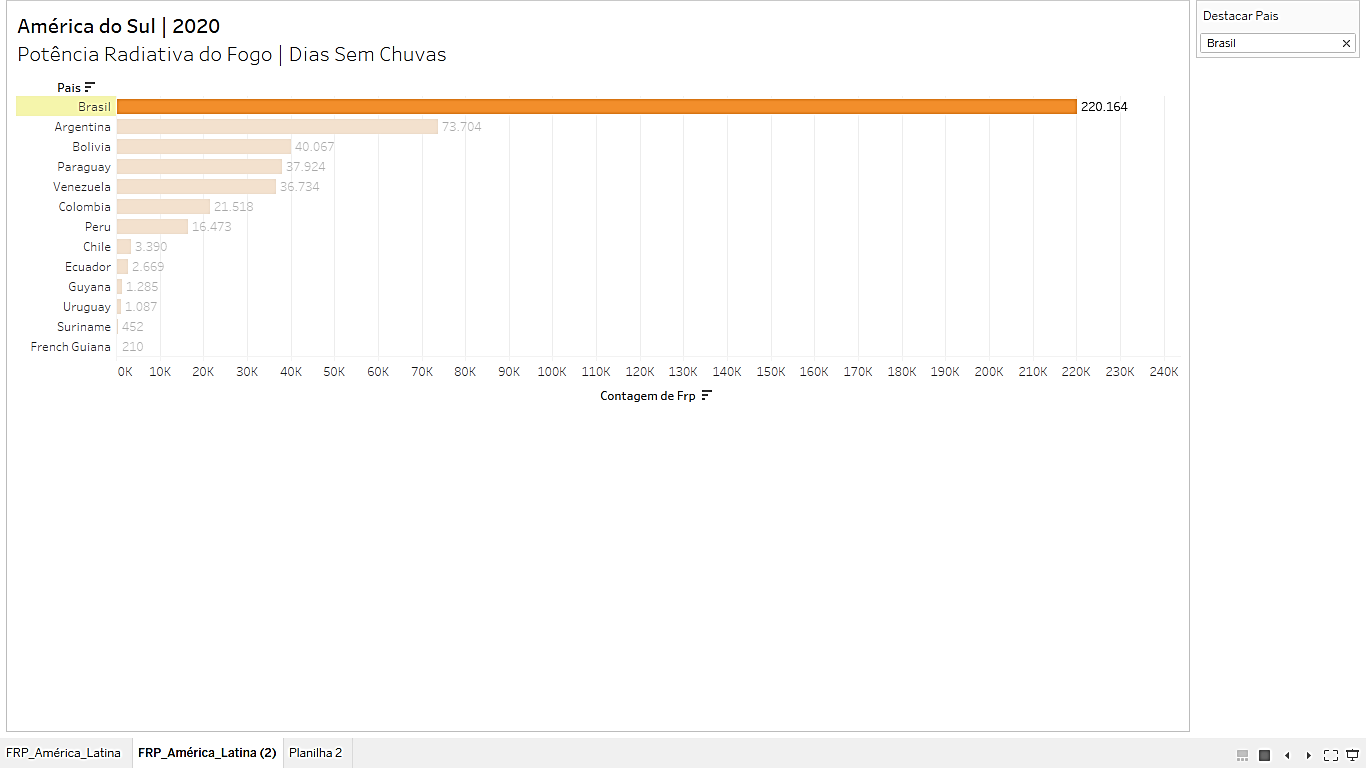 América do Sul | 2020
Potência Radiativa do Fogo | Dias Sem Chuvas
Destacar Pais
Brasil
Pais
Brasil 220.164
Argentina 73.704
Bolivia 40.067
Paraguay 37.924
Venezuela 36.734
Colombia 21.518
Peru 16.473
Chile 3.390
Ecuador 2.669
Guyana 1.285
Uruguay 1.087
Suriname 452
French Guiana 210
0K 10K 20K 30K 40K 50K 60K 70K 80K 90K 100K 110K 120K 130K 140K 150K 160K 170K 180K 190K 200K 210K 220K 230K 240K
Contagem de Frp
FRP_América_Latina FRP_América_Latina (2) Planilha 2